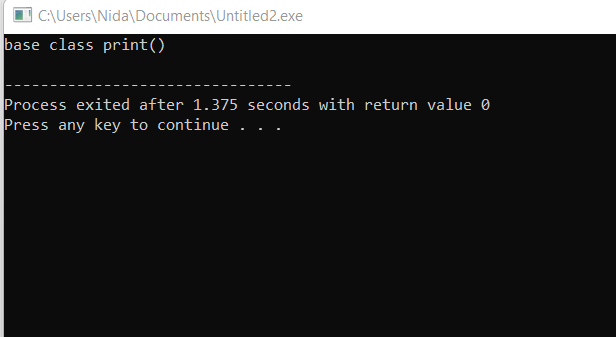 C:\Users\Nida\Documents\Untitled2.exe
base class print()
--------------------------------
Process exited after 1.375 seconds with return value 0
Press any key to continue . . .